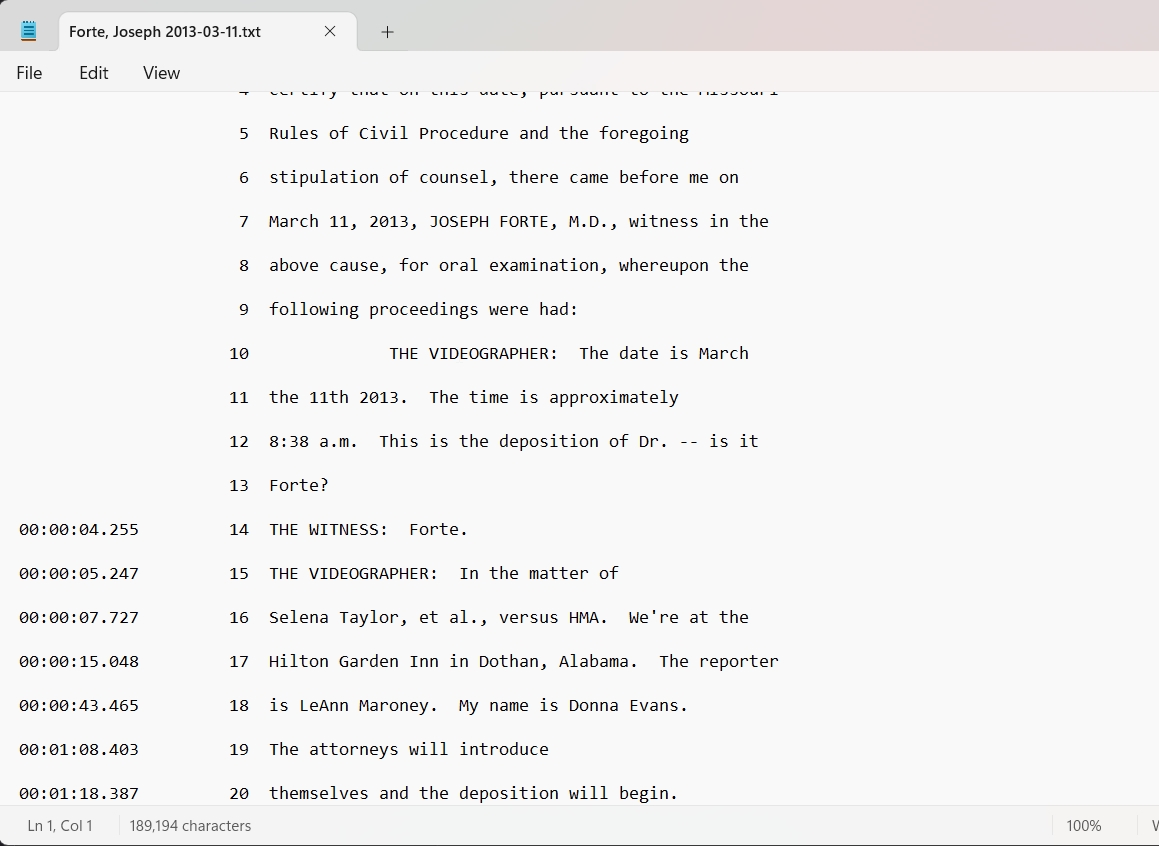 Forte, Joseph 2013-03-11.txt
File Edit View
4 certify that on this date, pursuant to the Missouri
5 Rules of Civil Procedure and the foregoing
6 stipulation of counsel, there came before me on
7 March 11, 2013, JOSEPH FORTE, M.D., witness in the
8 above cause, for oral examination, whereupon the
9 following proceedings were had:
10 THE VIDEOGRAPHER:  The date is March
11 the 11th 2013.  The time is approximately
12 8:38 a.m.  This is the deposition of Dr. -- is it
13 Forte?
00:00:04.255 14 THE WITNESS:  Forte.
00:00:05.247 15 THE VIDEOGRAPHER:  In the matter of
00:00:07.727 16 Selena Taylor, et al., versus HMA.  We're at the
00:00:15.048 17 Hilton Garden Inn in Dothan, Alabama.  The reporter
00:00:43.465 18 is LeAnn Maroney.  My name is Donna Evans.
00:01:08.403 19 The attorneys will introduce
00:01:18.387 20 themselves and the deposition will begin.
Ln 1, Col 1 189,194 characters 100%